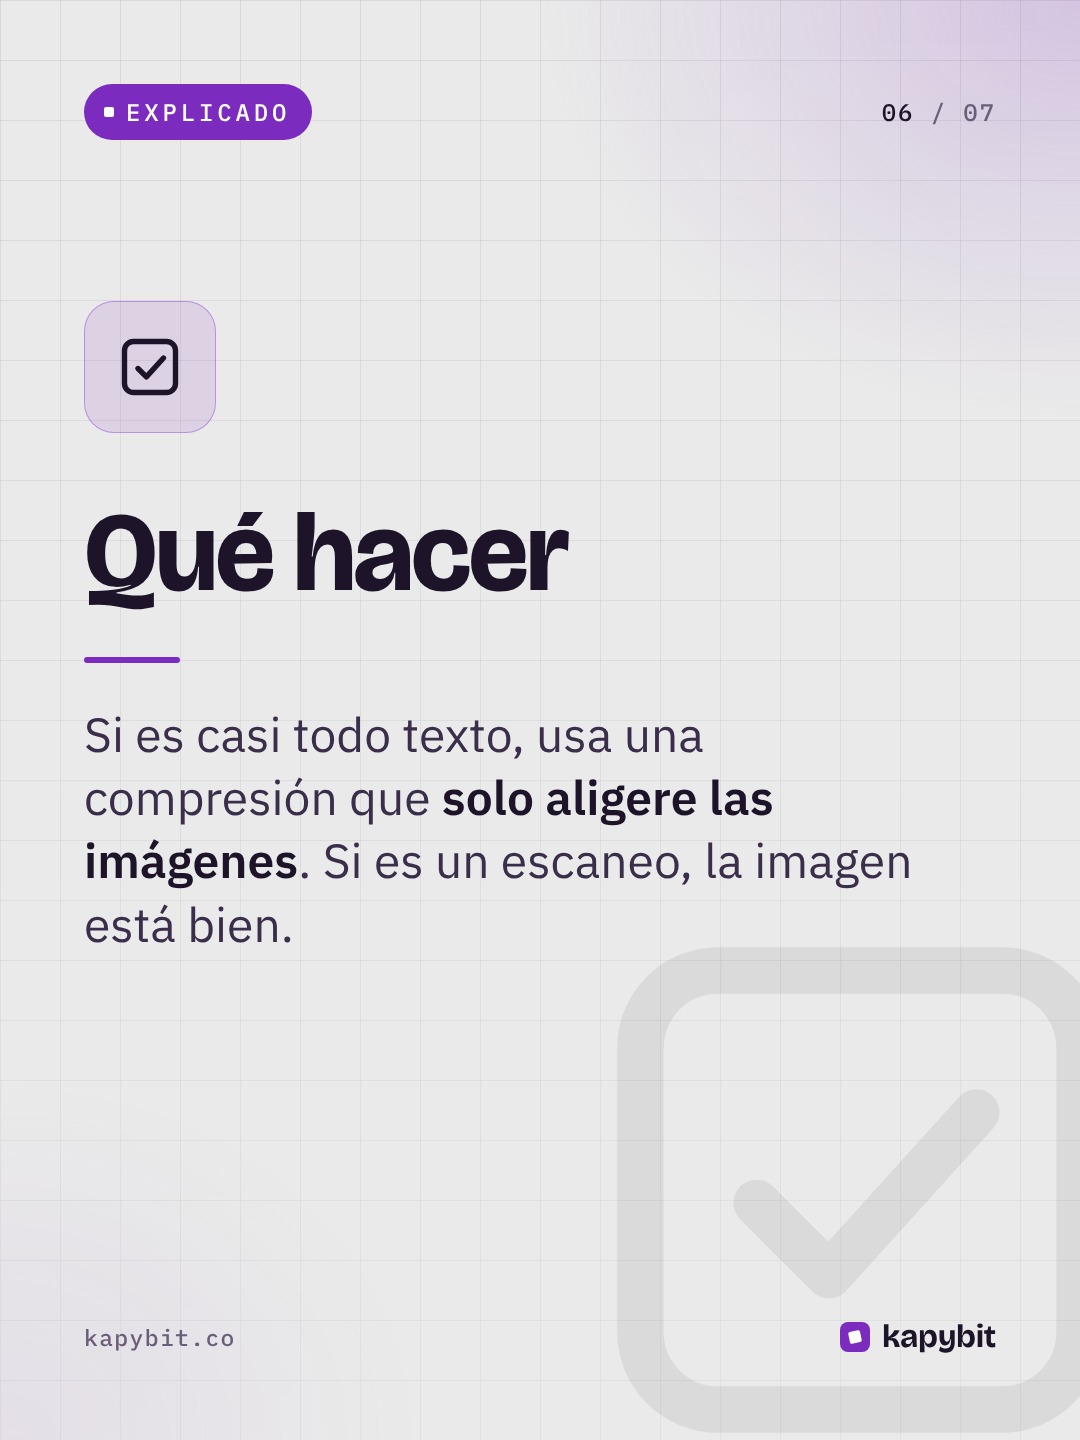 EXPLICADO
06 / 07
Qué hacer
Si es casi todo texto, usa una
compresión que solo aligere las
imágenes. Si es un escaneo, la imagen
está bien.
kapybit.co
kapybit